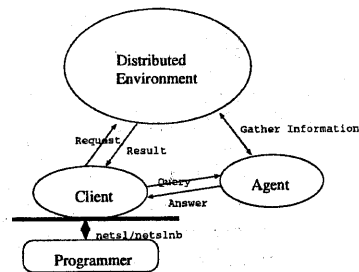 Distributed
Environment
Gather Information
Request
Result
Query
Client
Agent
Answer
netsl/netslnb
Programmer